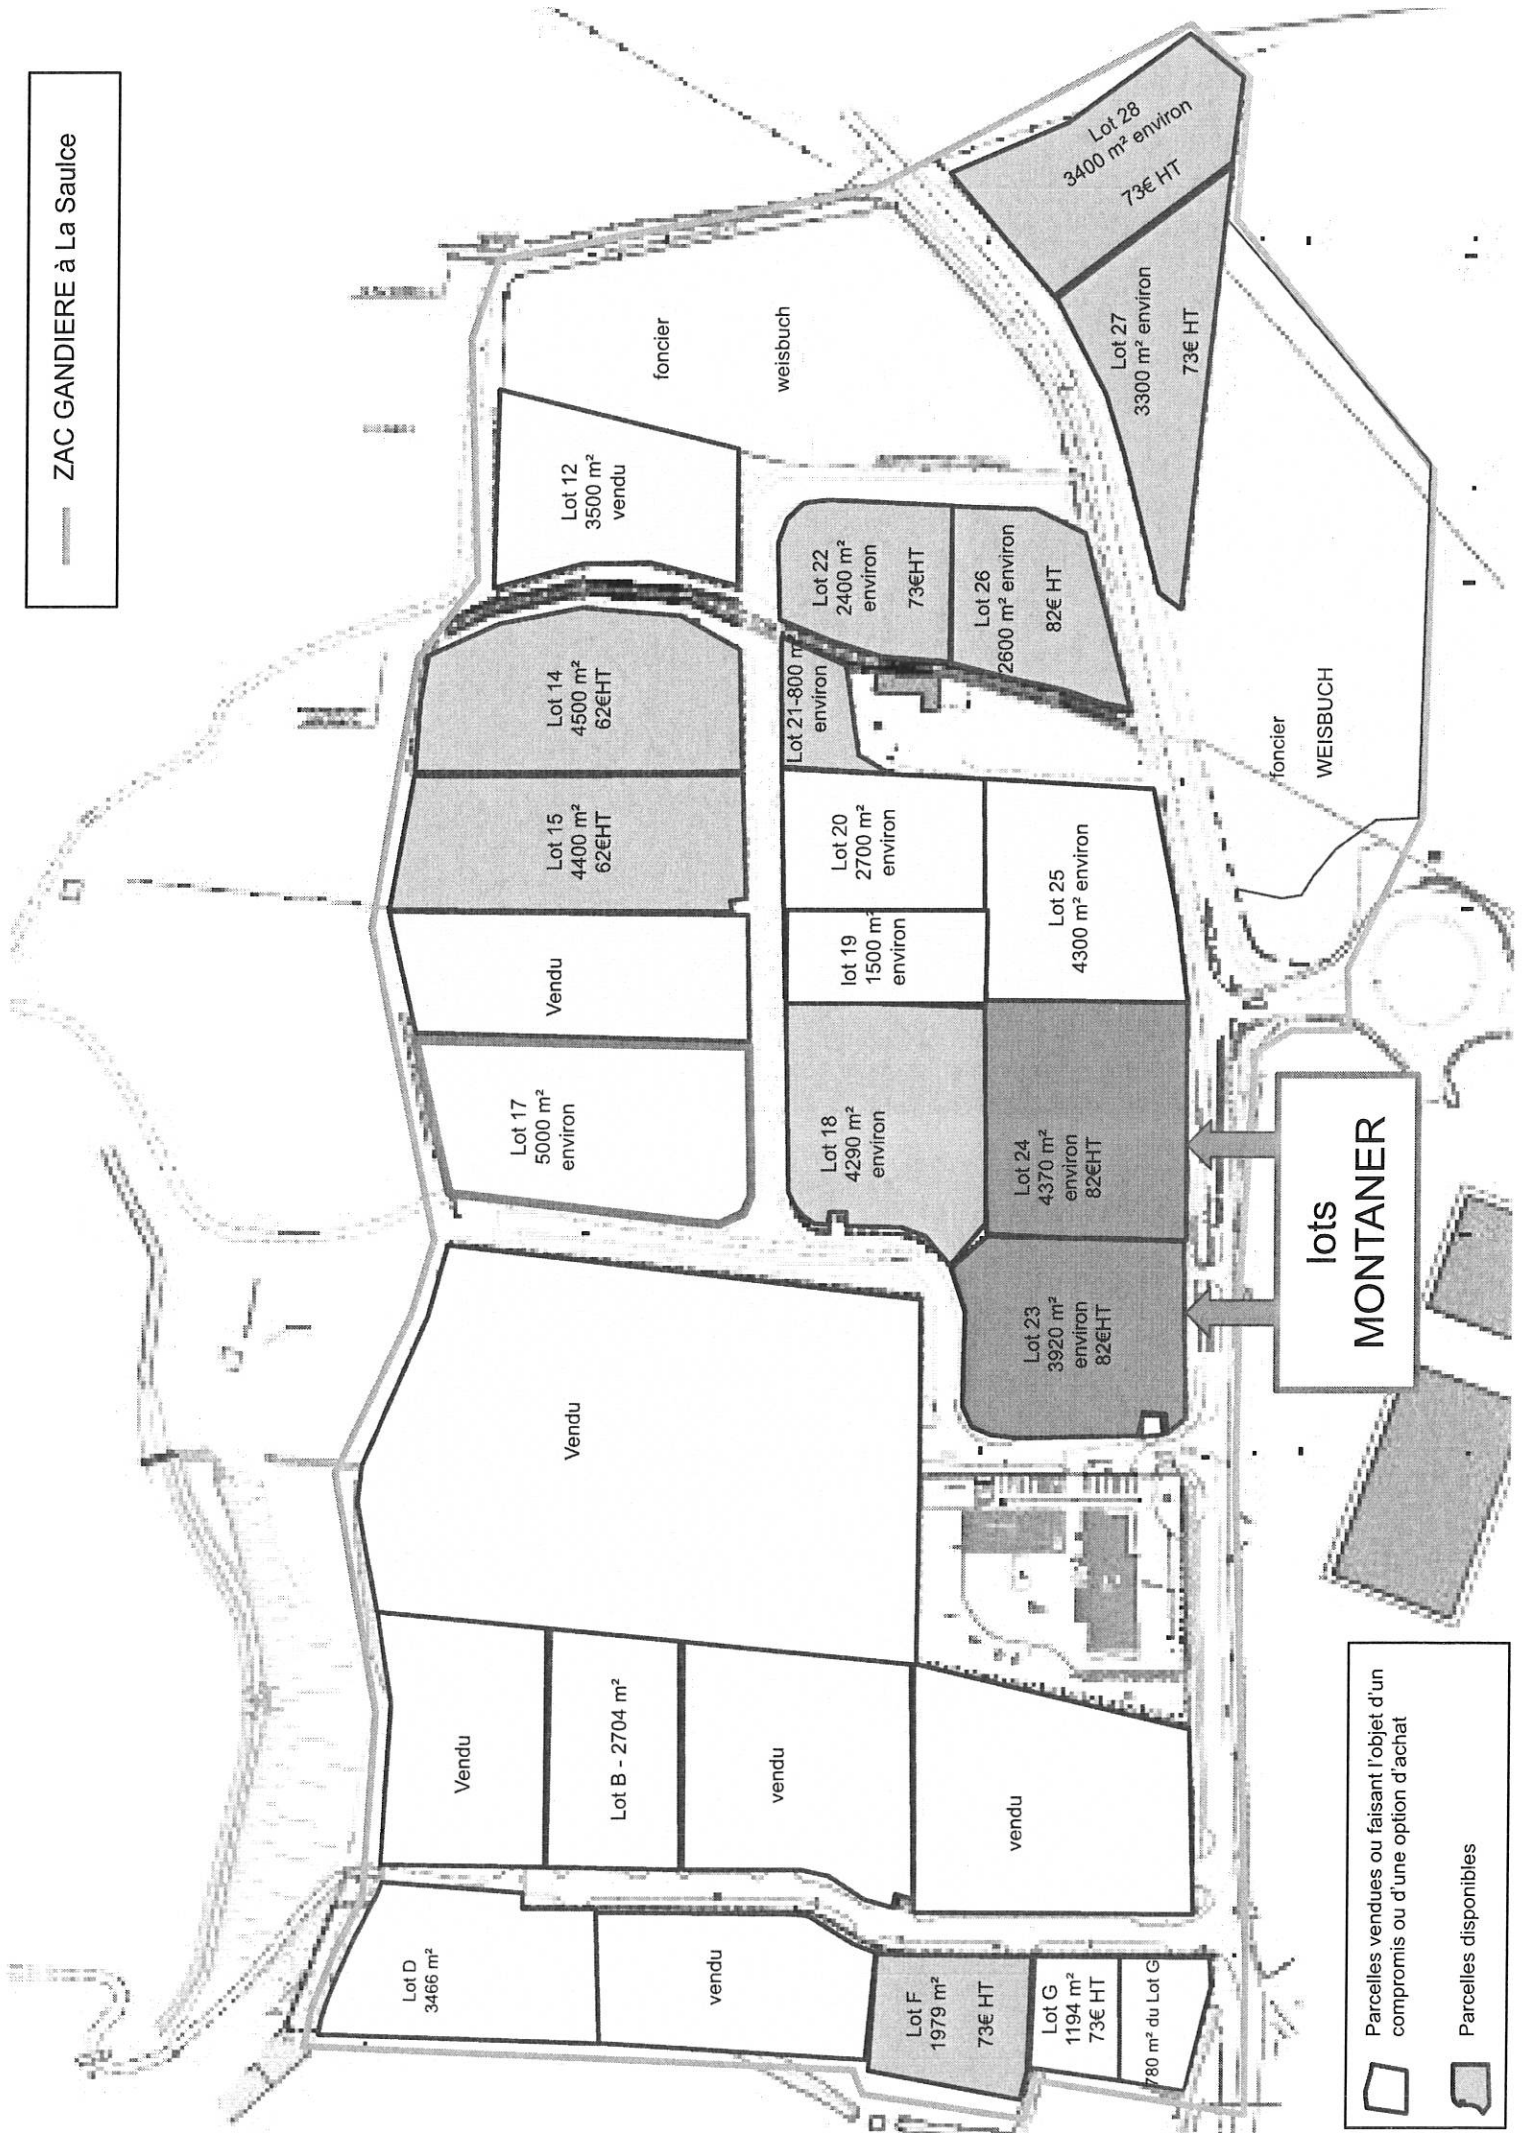 ZAC GANDIERE à La Saulce
Lot D
3466 m²
vendu
Lot F
1979 m²
73€ HT
Lot G
1194 m²
73€ HT
780 m² du Lot G
Vendu
Lot B - 2704 m²
vendu
vendu
Vendu
Lot 17
5000 m²
environ
Vendu
Lot 15
4400 m²
62€HT
Lot 14
4500 m²
62€HT
Lot 12
3500 m²
vendu
foncier
weisbuch
Lot 18
4290 m²
environ
lot 19
1500 m²
environ
Lot 20
2700 m²
environ
Lot 21-800 m²
environ
Lot 22
2400 m²
environ
73€HT
Lot 23
3920 m²
environ
82€HT
Lot 24
4370 m²
environ
82€HT
Lot 25
4300 m² environ
Lot 26
2600 m² environ
82€ HT
Lot 27
3300 m² environ
73€ HT
Lot 28
3400 m² environ
73€ HT
foncier
WEISBUCH
lots
MONTANER
Parcelles vendues ou faisant l'objet d'un
compromis ou d'une option d'achat
Parcelles disponibles